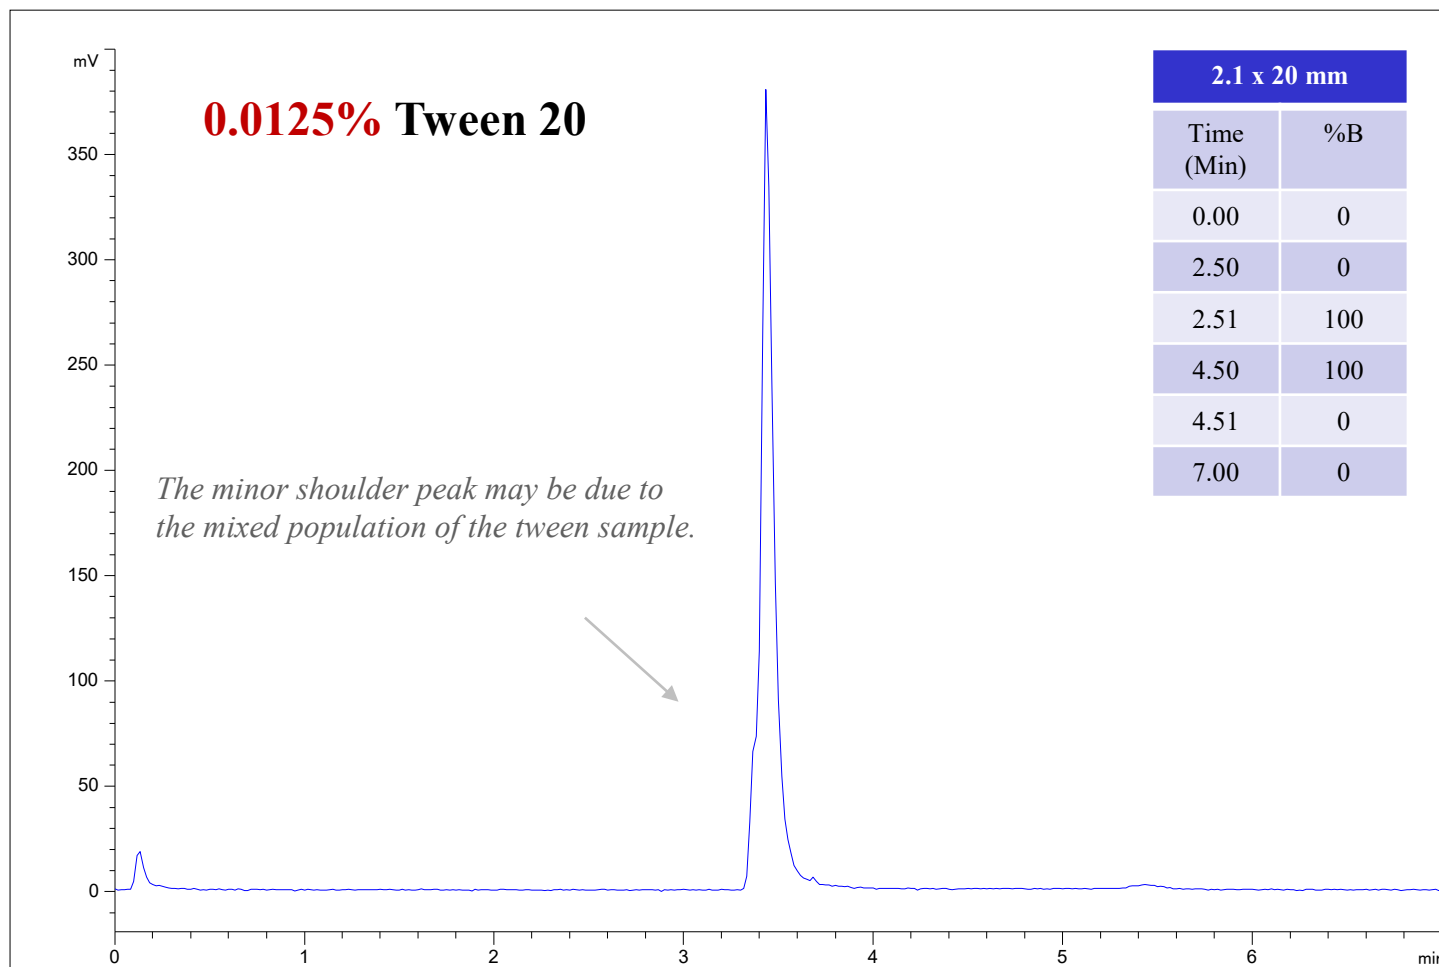 mV
0.0125% Tween 20
350
300
250
200
150
100
50
0
The minor shoulder peak may be due to
the mixed population of the tween sample.
0 1 2 3 4 5 6 min
2.1 x 20 mm
Time (Min) %B
0.00 0
2.50 0
2.51 100
4.50 100
4.51 0
7.00 0